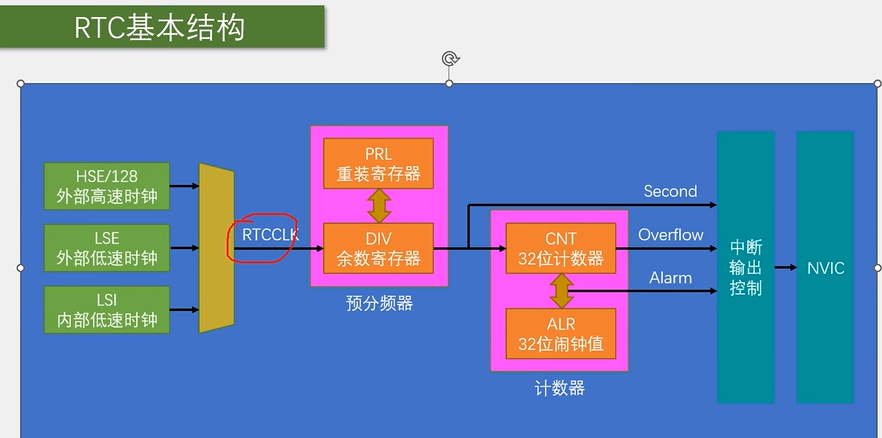 RTC基本结构
HSE/128
外部高速时钟
LSE
外部低速时钟
LSI
内部低速时钟
RTCCLK
PRL
重装寄存器
DIV
余数寄存器
预分频器
CNT
32位计数器
ALR
32位闹钟值
计数器
Second
Overflow
Alarm
中断
输出
控制
NVIC